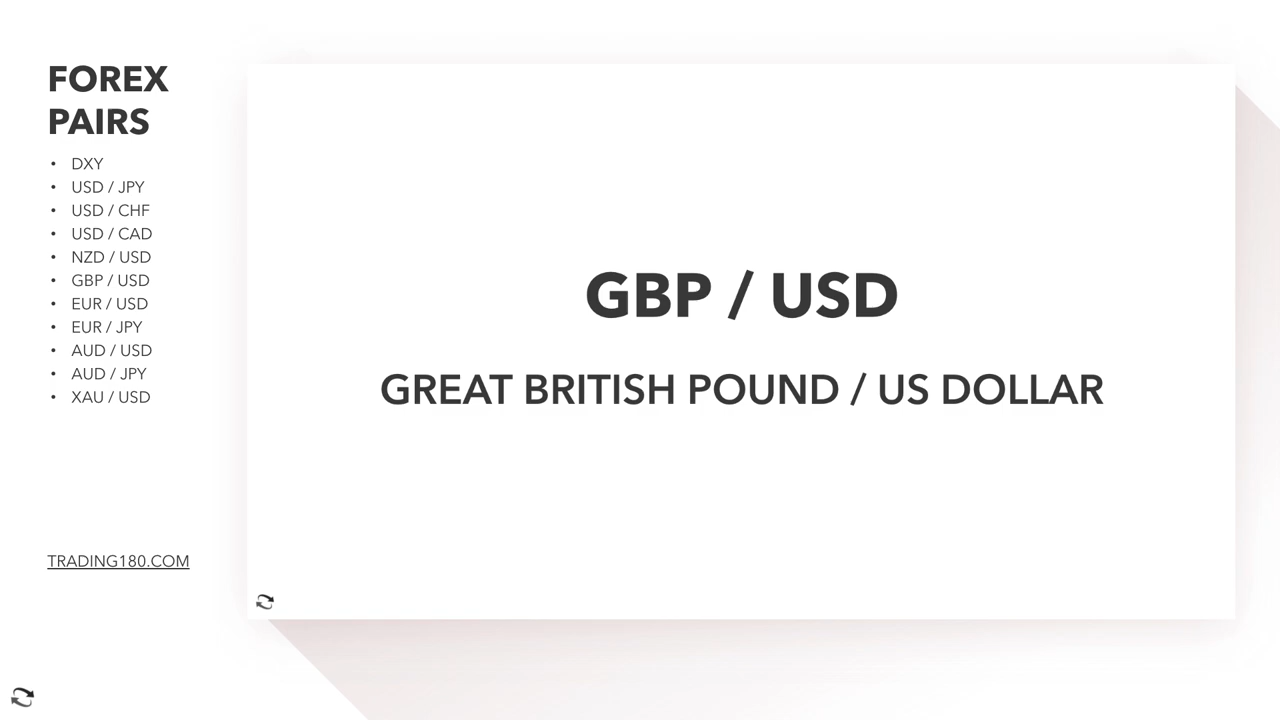 FOREX
PAIRS
• DXY
• USD / JPY
• USD / CHF
• USD / CAD
• NZD / USD
• GBP / USD
• EUR / USD
• EUR / JPY
• AUD / USD
• AUD / JPY
• XAU / USD
TRADING180.COM
GBP / USD
GREAT BRITISH POUND / US DOLLAR